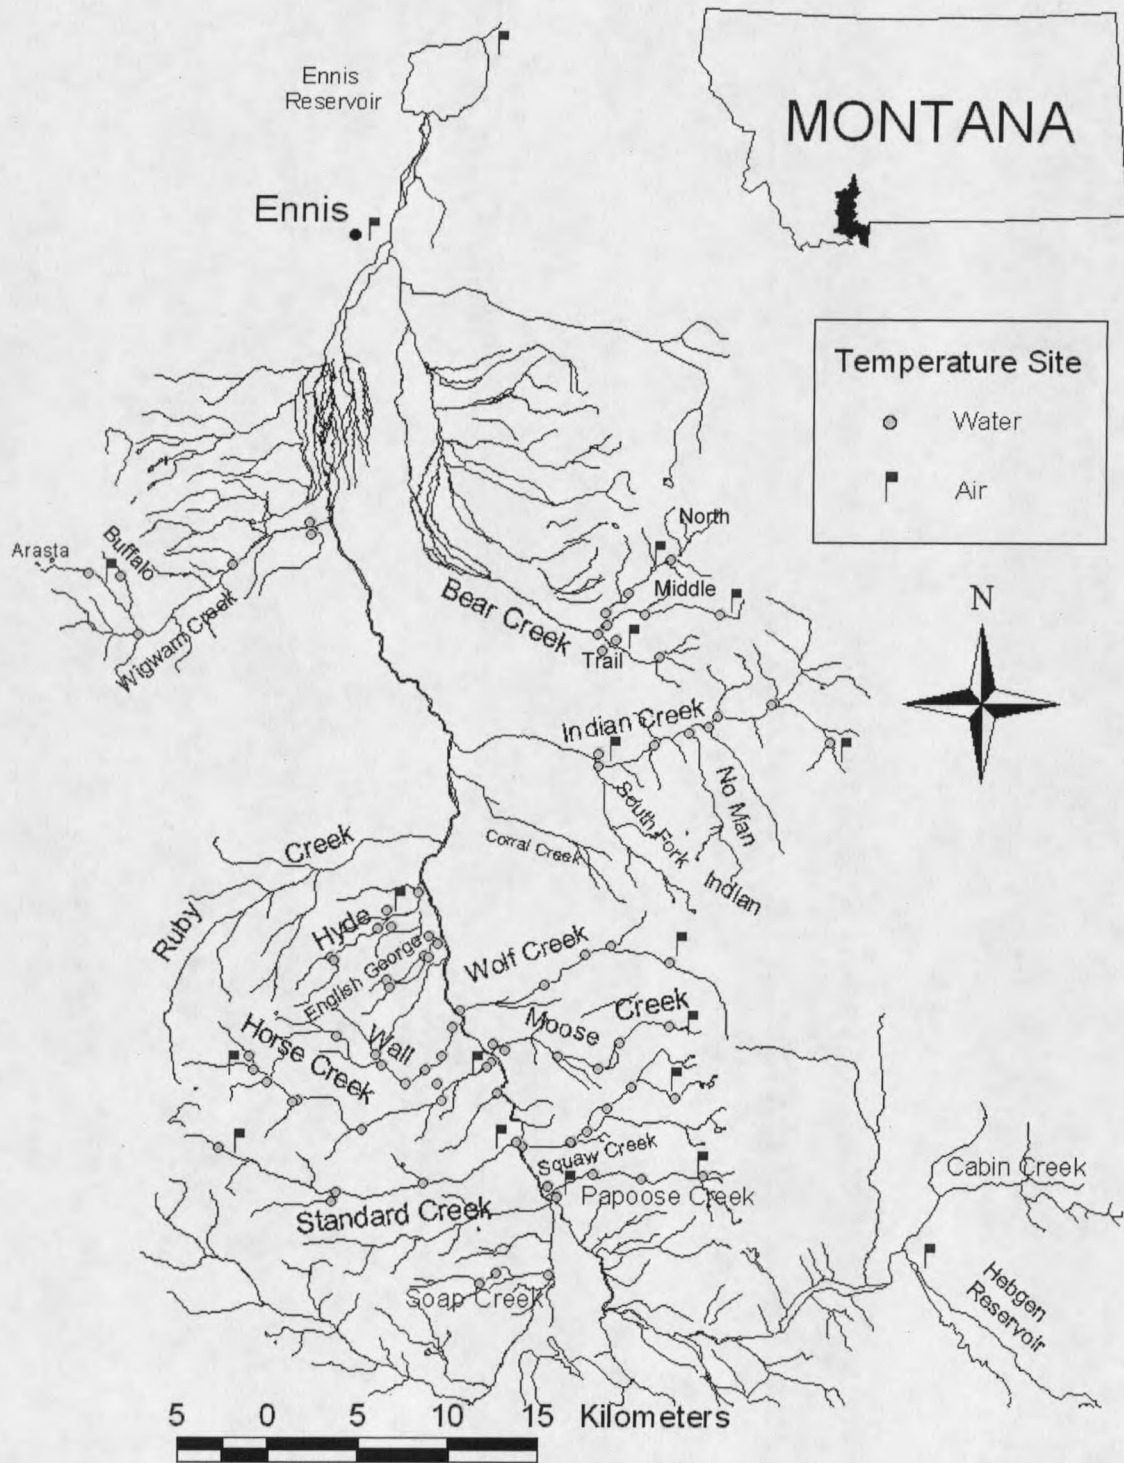 Ennis
Reservoir
MONTANA
Ennis
Temperature Site
Water
Air
North
Arasta
Buffalo
Middle
Bear Creek
Wigwam Creek
Trail
N
Indian Creek
No Man
South Fork
Indian
Corral Creek
Creek
Ruby
Hyde
English George
Wolf Creek
Moose
Creek
Wall
Horse Creek
Squaw Creek
Cabin Creek
Papoose Creek
Standard Creek
Hebgen
Reservoir
Soap Creek
5 0 5 10 15 Kilometers